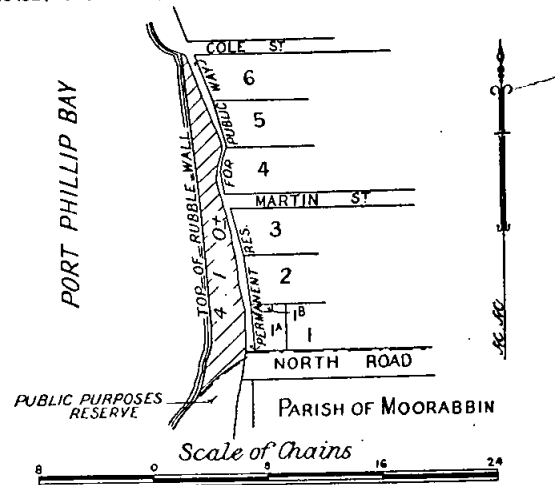 COLE ST
6
5
4
FOR PUBLIC WAY
PORT PHILLIP BAY
TOP OF RUBBLE WALL
MARTIN ST
4 1 0±
3
2
PERMANENT RES.
1A
1B
1
NORTH ROAD
PUBLIC PURPOSES
RESERVE
PARISH OF MOORABBIN
Scale of Chains
8 0 8 16 24